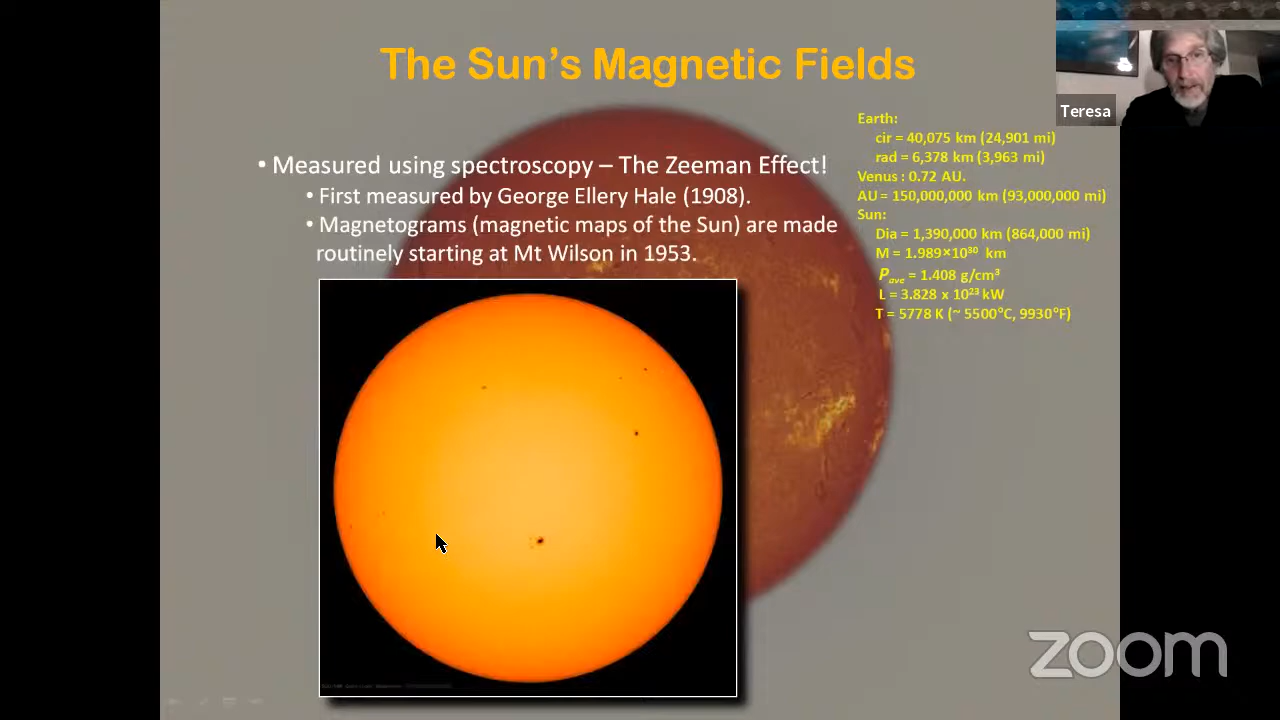 The Sun's Magnetic Fields
Teresa
• Measured using spectroscopy – The Zeeman Effect!
• First measured by George Ellery Hale (1908).
• Magnetograms (magnetic maps of the Sun) are made
routinely starting at Mt Wilson in 1953.
Earth:
cir = 40,075 km (24,901 mi)
rad = 6,378 km (3,963 mi)
Venus : 0.72 AU.
AU = 150,000,000 km (93,000,000 mi)
Sun:
Dia = 1,390,000 km (864,000 mi)
M = 1.989×10³⁰ km
Pave = 1.408 g/cm³
L = 3.828 x 10²³ kW
T = 5778 K (~ 5500°C, 9930°F)
zoom